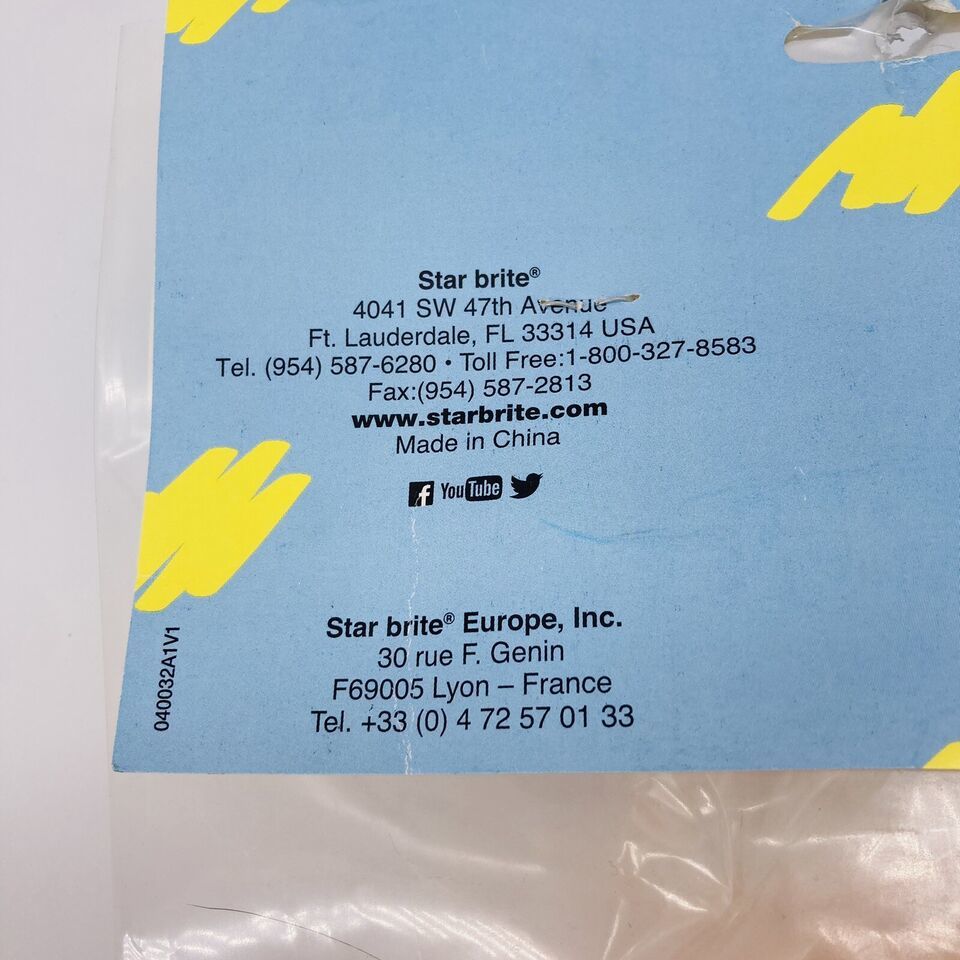 Star brite®
4041 SW 47th Avenue
Ft. Lauderdale, FL 33314 USA
Tel. (954) 587-6280 • Toll Free:1-800-327-8583
Fax:(954) 587-2813
www.starbrite.com
Made in China
f YouTube
Star brite® Europe, Inc.
30 rue F. Genin
F69005 Lyon – France
Tel. +33 (0) 4 72 57 01 33
040032A1V1